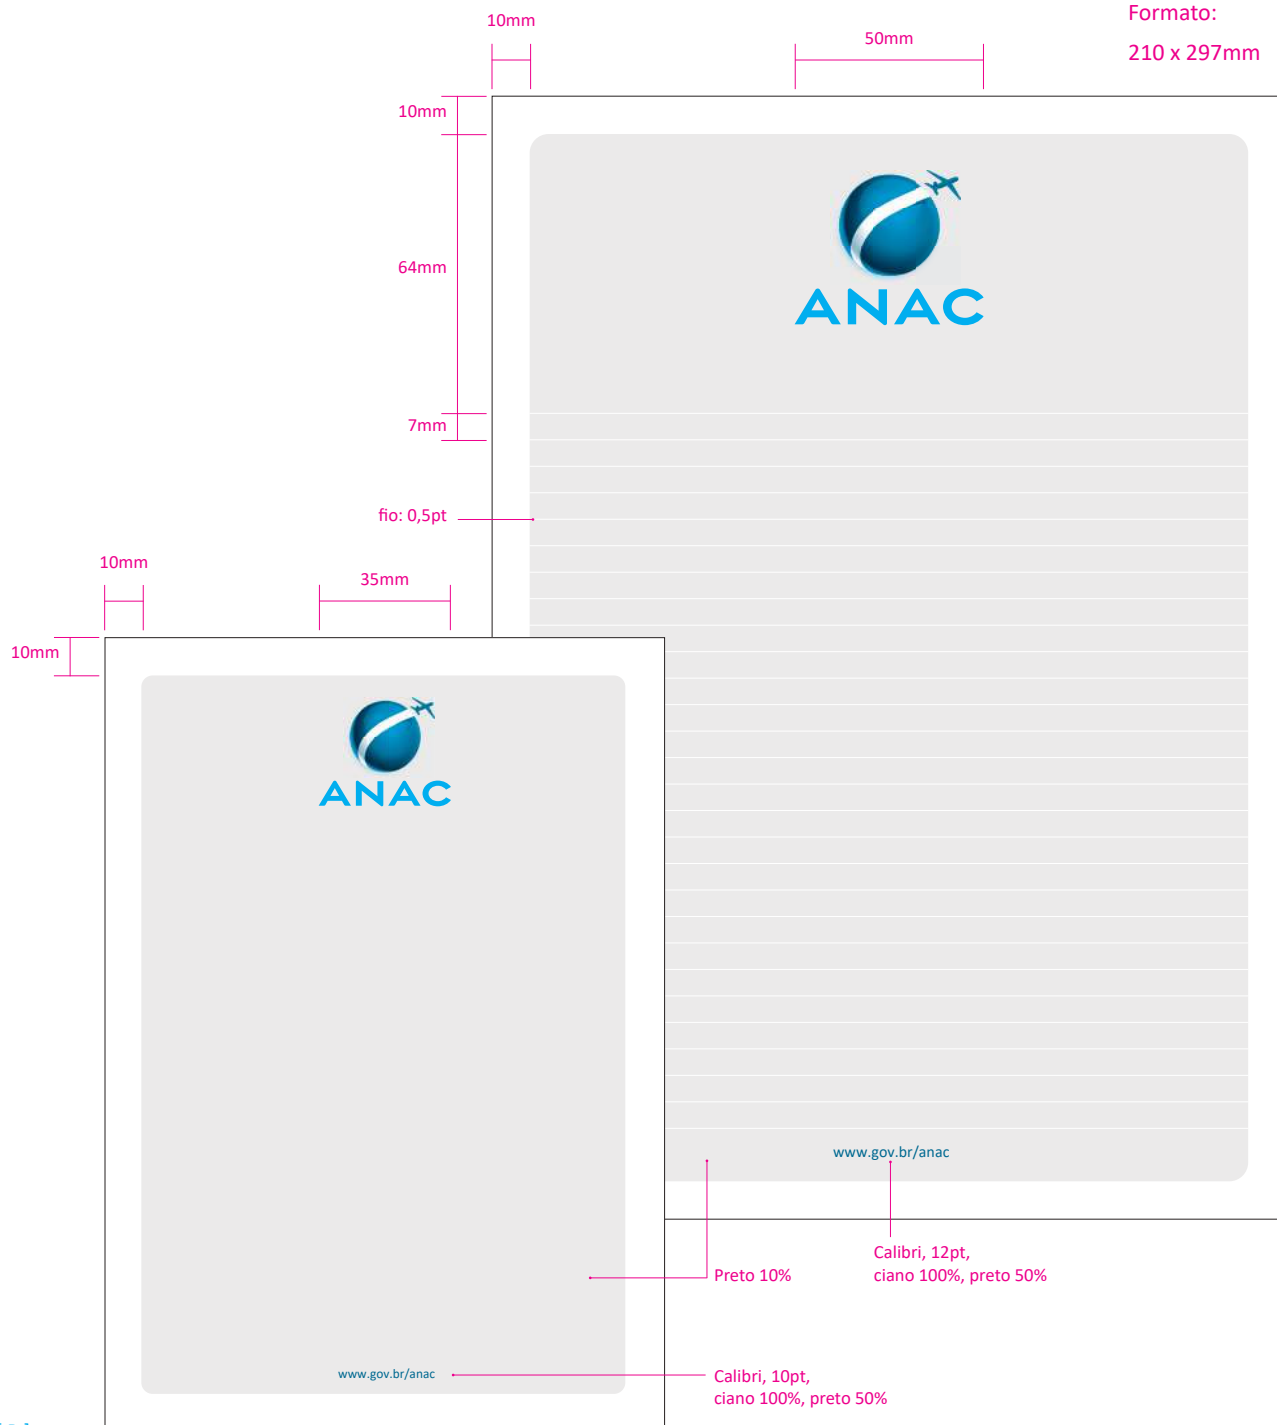 Formato:
210 x 297mm
10mm
50mm
10mm
64mm
7mm
fio: 0,5pt
ANAC
www.gov.br/anac
10mm
35mm
10mm
ANAC
www.gov.br/anac
Preto 10%
Calibri, 12pt,
ciano 100%, preto 50%
Calibri, 10pt,
ciano 100%, preto 50%